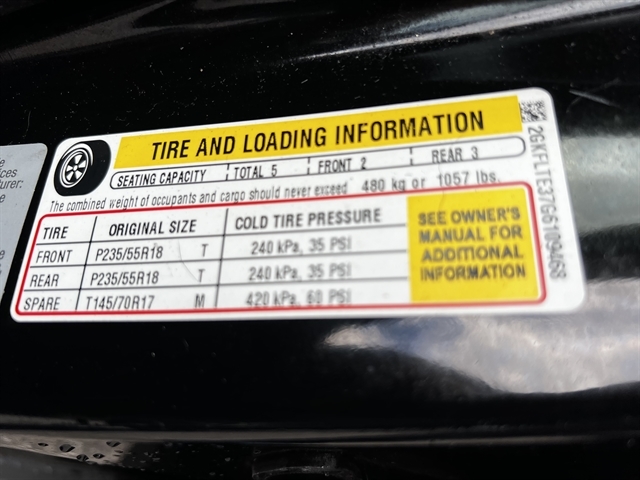 TIRE AND LOADING INFORMATION
SEATING CAPACITY TOTAL 5 FRONT 2 REAR 3
The combined weight of occupants and cargo should never exceed 480 kg or 1057 lbs.
TIRE ORIGINAL SIZE COLD TIRE PRESSURE
FRONT P235/55R18 T 240 kPa, 35 PSI
REAR P235/55R18 T 240 kPa, 35 PSI
SPARE T145/70R17 M 420 kPa, 60 PSI
SEE OWNER'S
MANUAL FOR
ADDITIONAL
INFORMATION